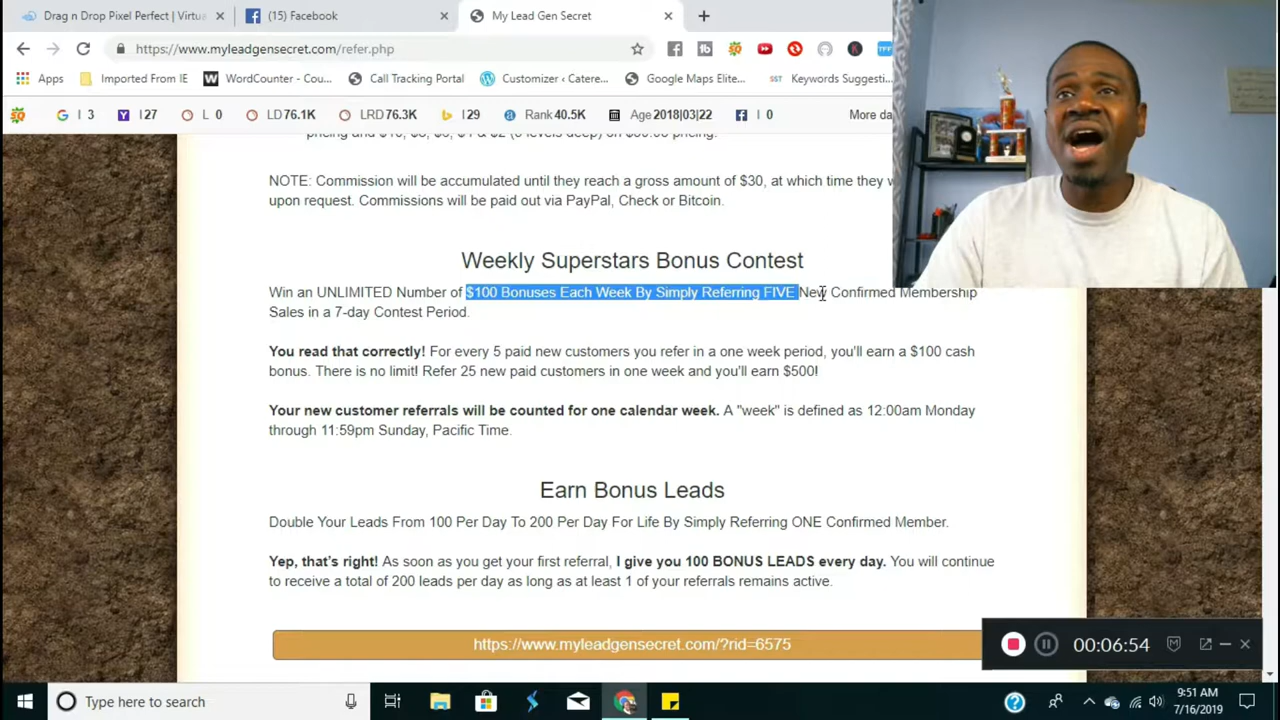 Drag n Drop Pixel Perfect | Virtu
(15) Facebook
My Lead Gen Secret
https://www.myleadgensecret.com/refer.php
Apps
Imported From IE
WordCounter - Cou...
Call Tracking Portal
Customizer ‹ Catere...
Google Maps Elite...
Keywords Suggesti...
I 3
I 27
L 0
LD 76.1K
LRD 76.3K
I 29
Rank 40.5K
Age 2018|03|22
I 0
More da
NOTE: Commission will be accumulated until they reach a gross amount of $30, at which time they w
upon request. Commissions will be paid out via PayPal, Check or Bitcoin.
Weekly Superstars Bonus Contest
Win an UNLIMITED Number of $100 Bonuses Each Week By Simply Referring FIVE New Confirmed Membership
Sales in a 7-day Contest Period.
You read that correctly! For every 5 paid new customers you refer in a one week period, you'll earn a $100 cash
bonus. There is no limit! Refer 25 new paid customers in one week and you'll earn $500!
Your new customer referrals will be counted for one calendar week. A "week" is defined as 12:00am Monday
through 11:59pm Sunday, Pacific Time.
Earn Bonus Leads
Double Your Leads From 100 Per Day To 200 Per Day For Life By Simply Referring ONE Confirmed Member.
Yep, that's right! As soon as you get your first referral, I give you 100 BONUS LEADS every day. You will continue
to receive a total of 200 leads per day as long as at least 1 of your referrals remains active.
https://www.myleadgensecret.com/?rid=6575
00:06:54
Type here to search
9:51 AM
7/16/2019